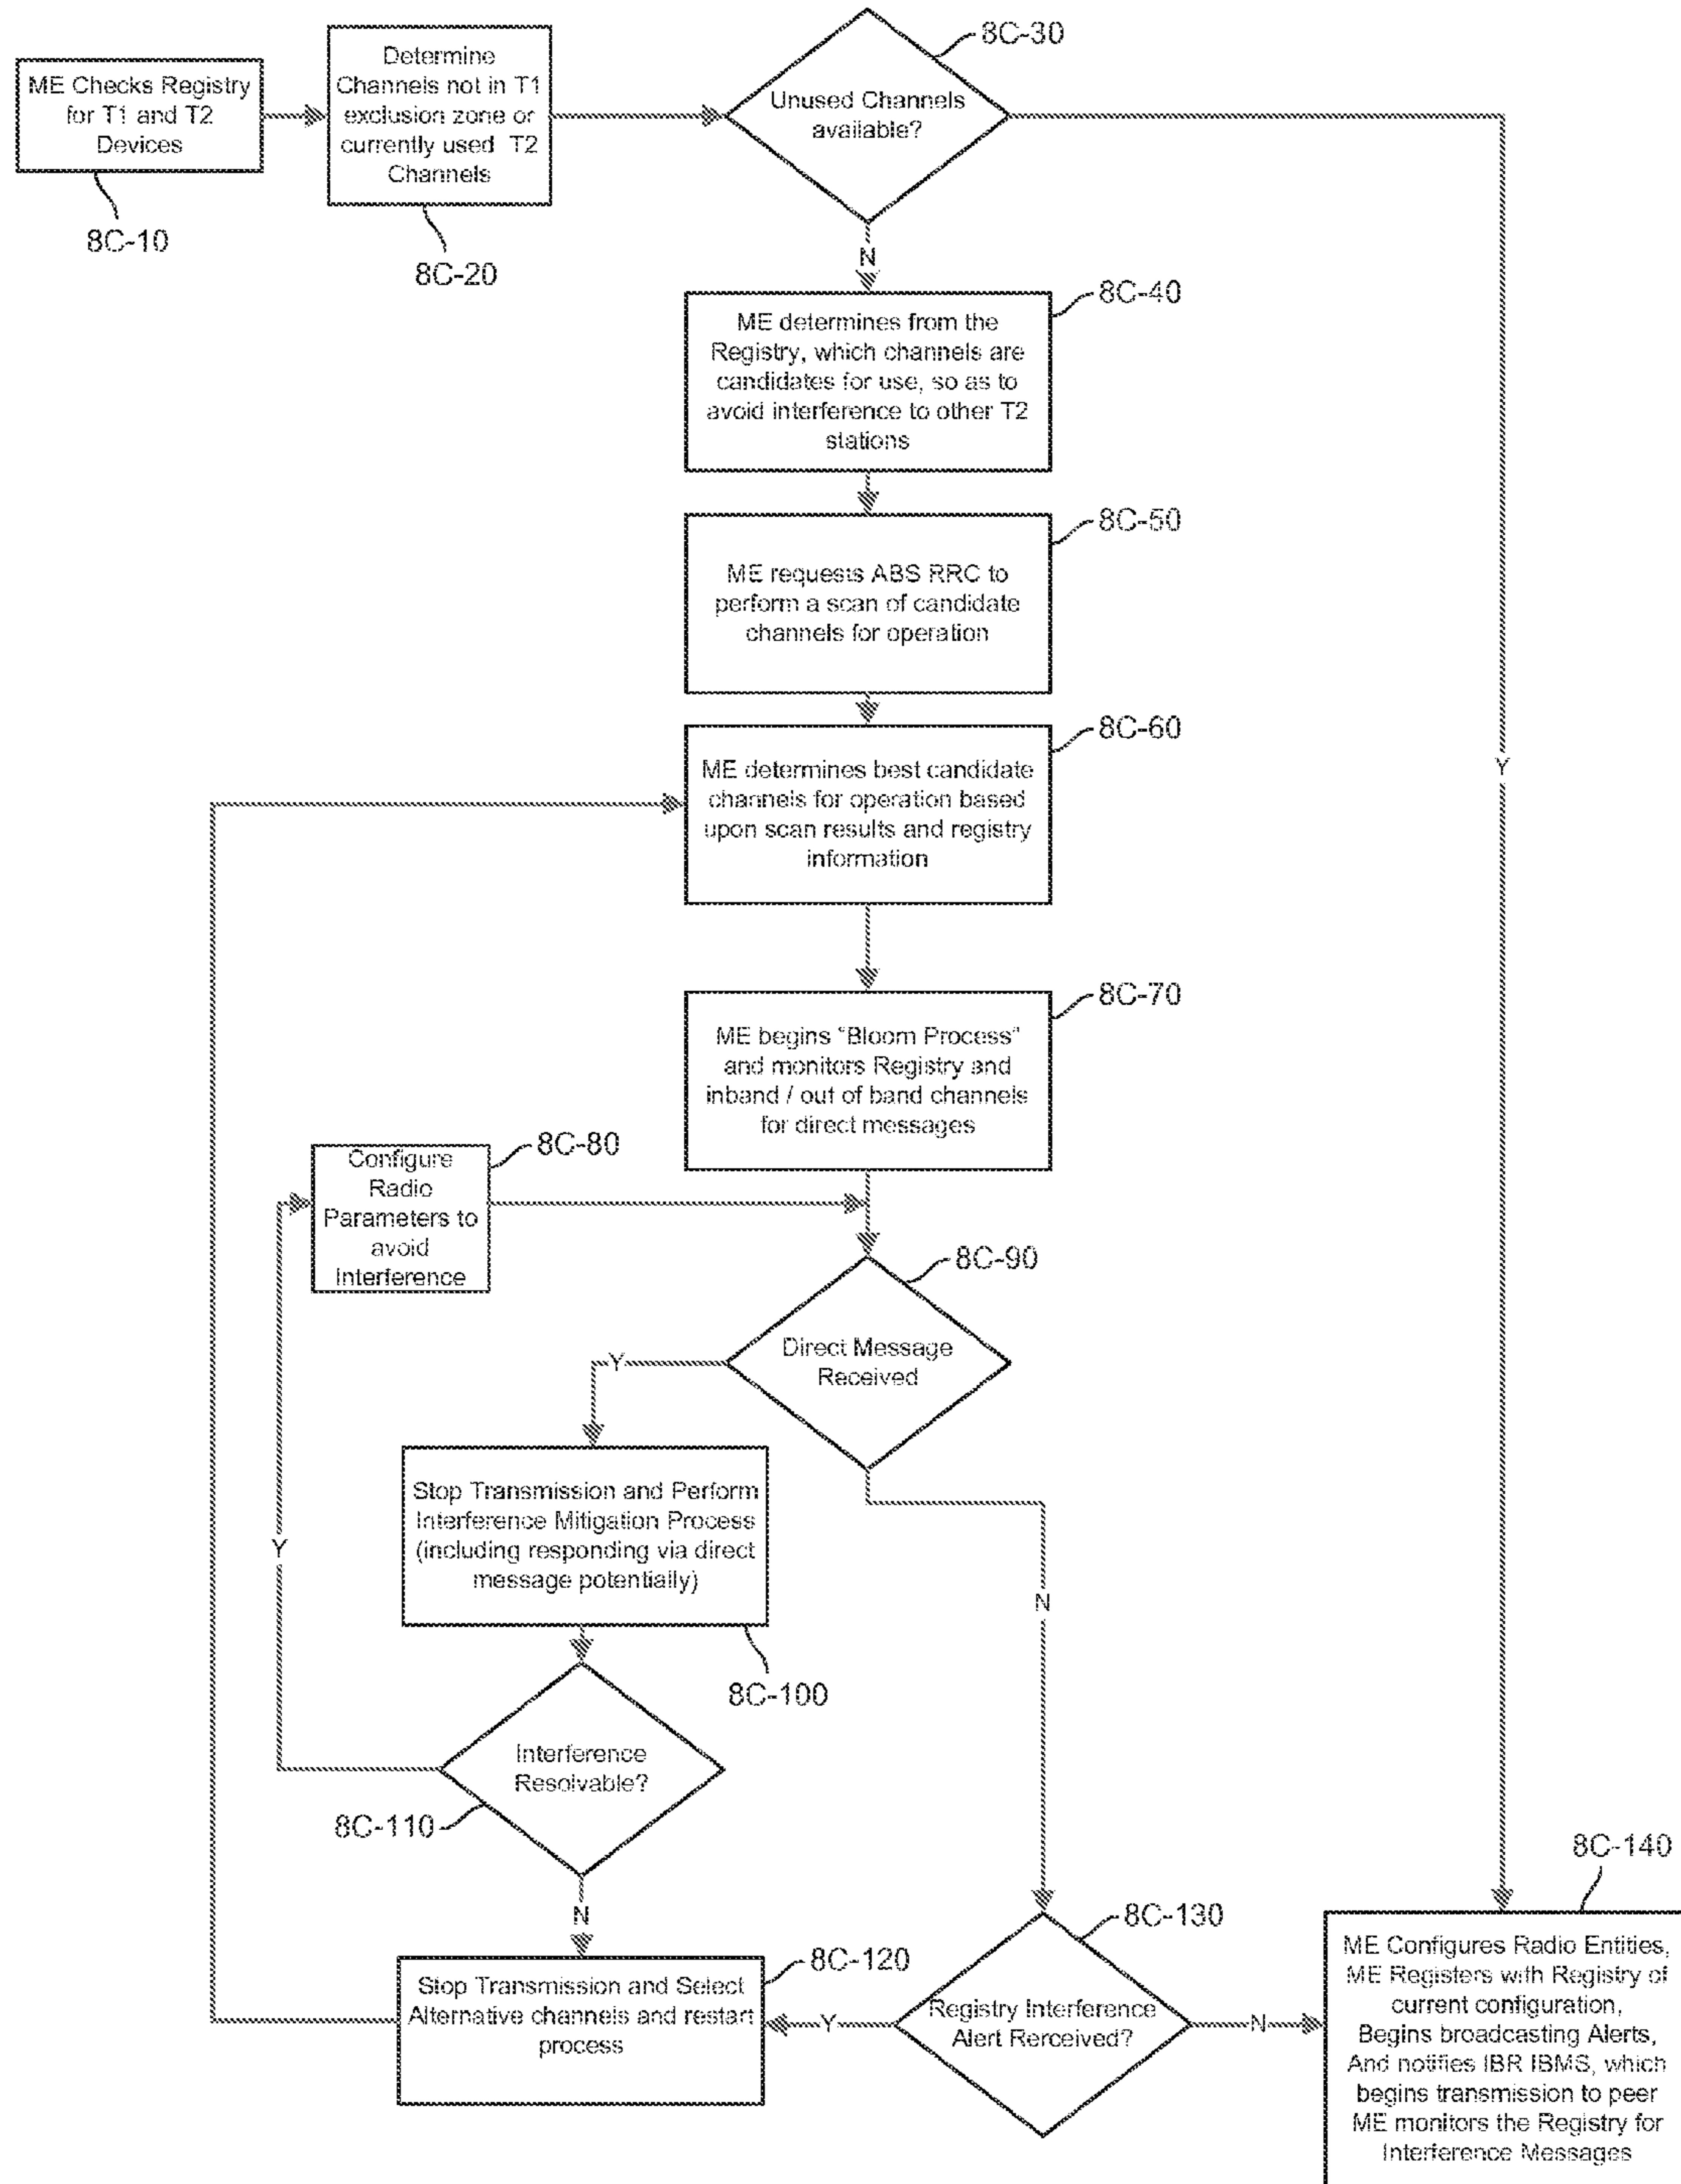 ME Checks Registry
for T1 and T2
Devices
8C-10
Determine
Channels not in T1
exclusion zone or
currently used T2
Channels
8C-20
Unused Channels
available?
8C-30
N
Y
ME determines from the
Registry, which channels are
candidates for use, so as to
avoid interference to other T2
stations
8C-40
ME requests ABS RRC to
perform a scan of candidate
channels for operation
8C-50
ME determines best candidate
channels for operation based
upon scan results and registry
information
8C-60
ME begins "Bloom Process"
and monitors Registry and
inband / out of band channels
for direct messages
8C-70
Configure
Radio
Parameters to
avoid
Interference
8C-80
Direct Message
Received
8C-90
Y
N
Stop Transmission and Perform
Interference Mitigation Process
(including responding via direct
message potentially)
8C-100
Interference
Resolvable?
8C-110
Y
N
Stop Transmission and Select
Alternative channels and restart
process
8C-120
Registry Interference
Alert Rerceived?
8C-130
Y
N
ME Configures Radio Entities,
ME Registers with Registry of
current configuration,
Begins broadcasting Alerts,
And notifies IBR IBMS, which
begins transmission to peer
ME monitors the Registry for
Interference Messages
8C-140